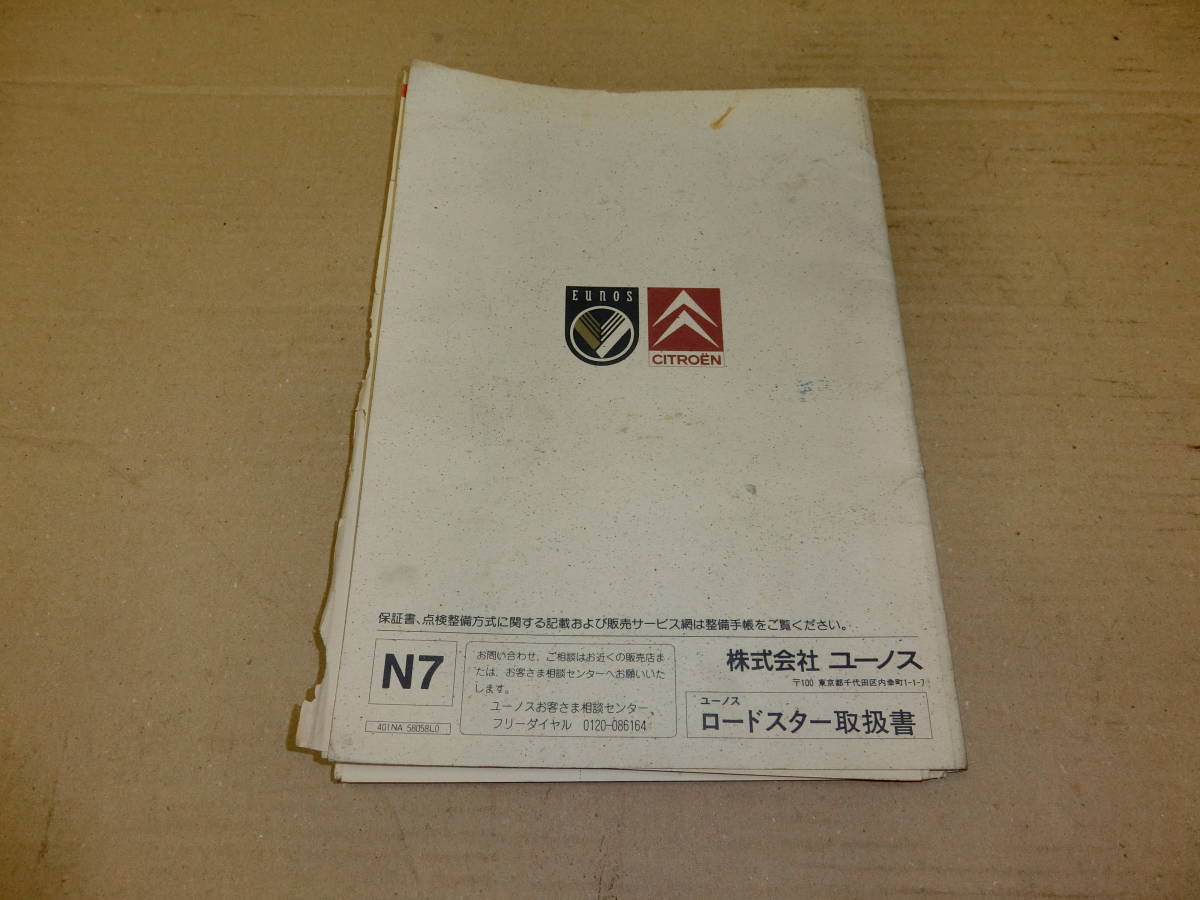 EUNOS
CITROËN
保証書、点検整備方式に関する記載および販売サービス網は整備手帳をご覧ください。
N7
401NA 58058L0
お問い合わせ、ご相談はお近くの販売店ま
たは、お客さま相談センターへお願いいた
します。
ユーノスお客さま相談センター、
フリーダイヤル 0120-086164
株式会社 ユーノス
〒100 東京都千代田区内幸町1-1-7
ユーノス
ロードスター取扱書